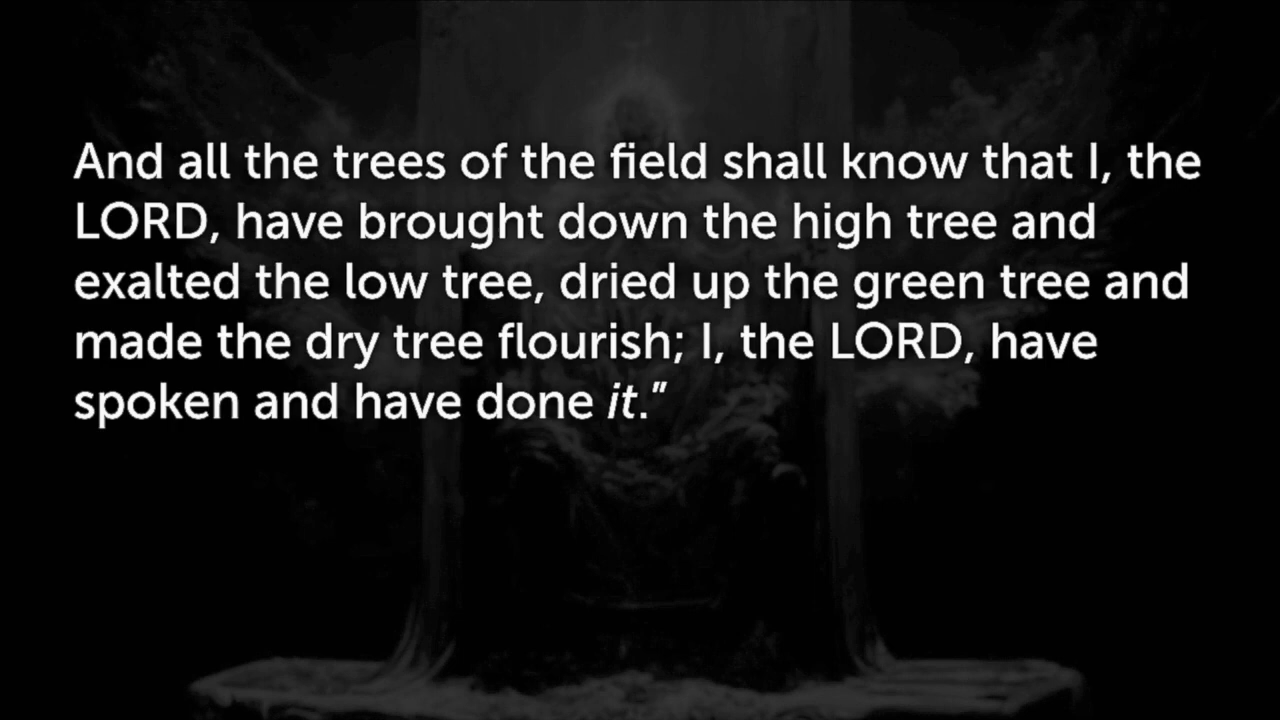 And all the trees of the field shall know that I, the
LORD, have brought down the high tree and
exalted the low tree, dried up the green tree and
made the dry tree flourish; I, the LORD, have
spoken and have done it.”